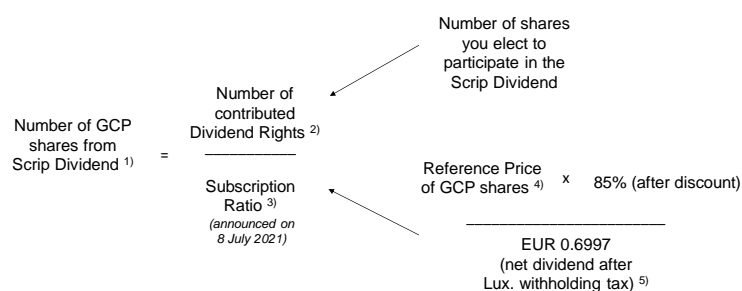 Number of shares
you elect to
participate in the
Scrip Dividend
Number of
contributed
Dividend Rights 2)
Number of GCP
shares from
Scrip Dividend 1)
=
Subscription
Ratio 3)
(announced on
8 July 2021)
Reference Price
of GCP shares 4)
x 85% (after discount)
EUR 0.6997
(net dividend after
Lux. withholding tax) 5)